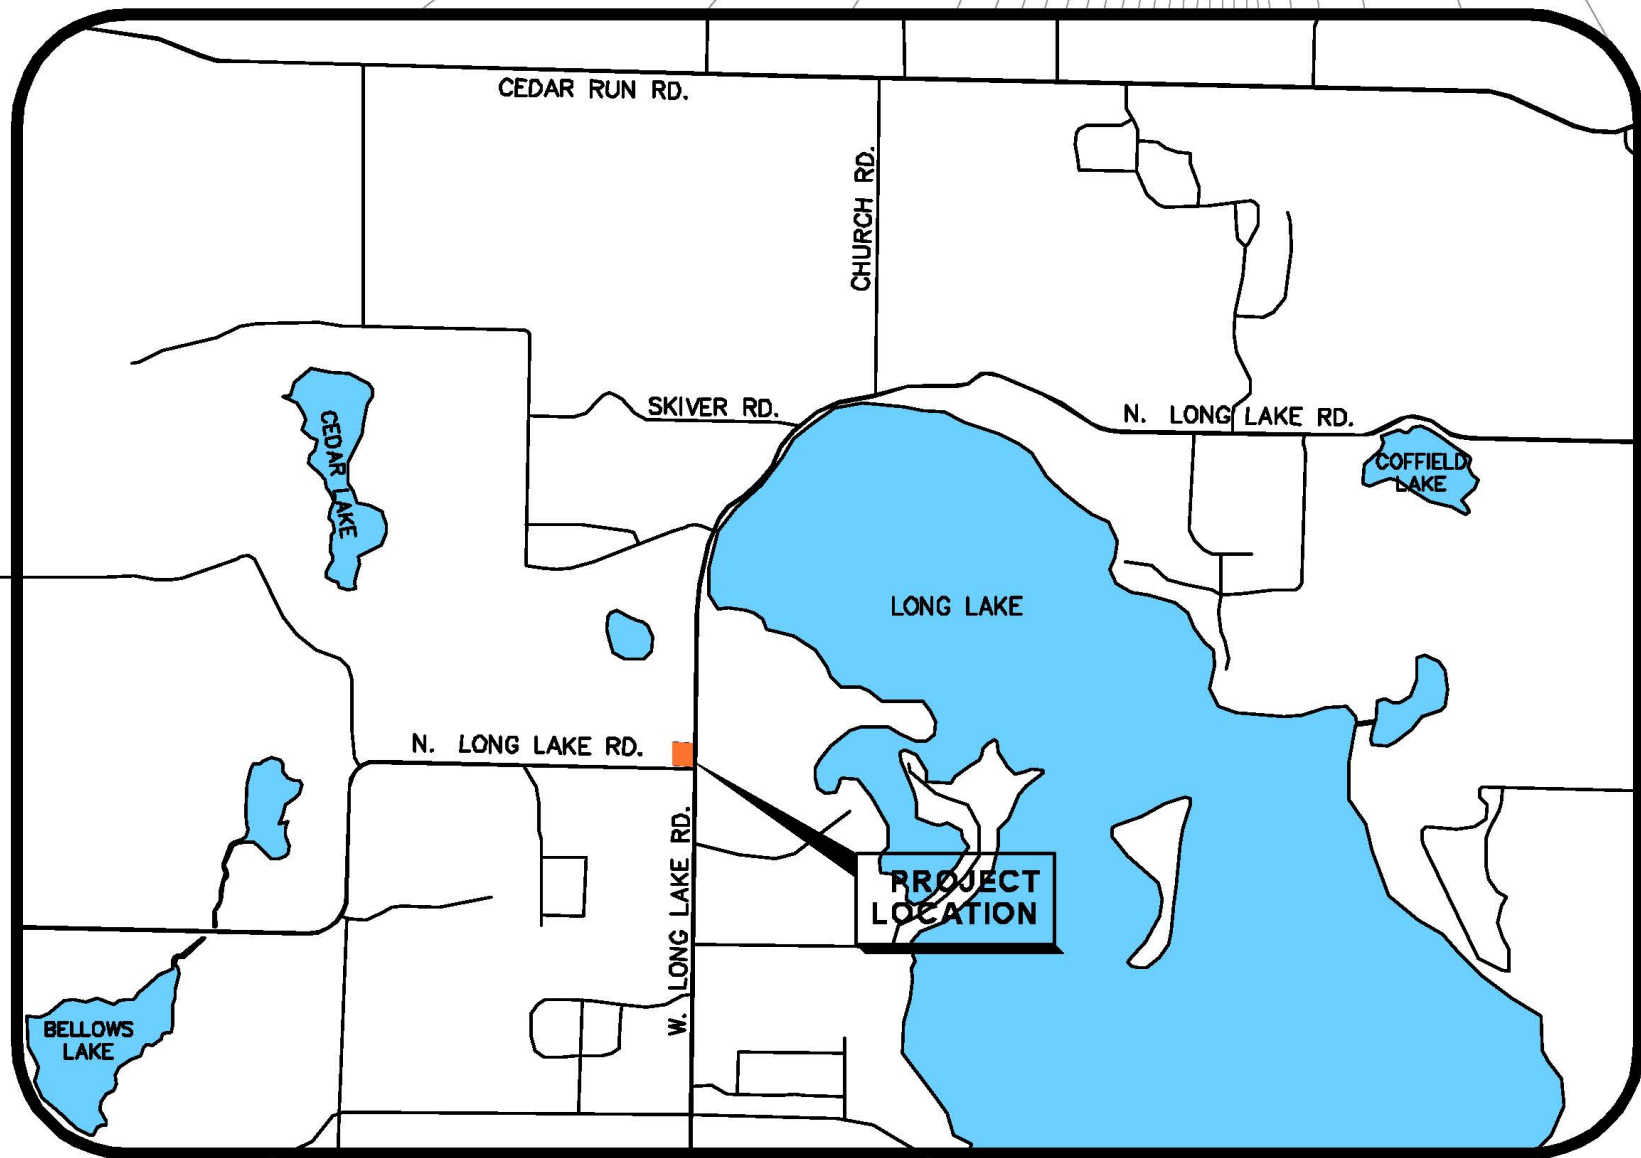 CEDAR RUN RD.
CHURCH RD.
SKIVER RD.
N. LONG LAKE RD.
CEDAR LAKE
COFFIELD
LAKE
LONG LAKE
N. LONG LAKE RD.
W. LONG LAKE RD.
PROJECT
LOCATION
BELLOWS
LAKE